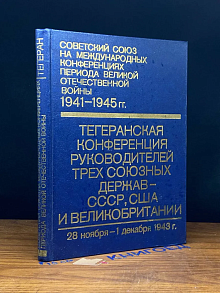 СОВЕТСКИЙ СОЮЗ
НА МЕЖДУНАРОДНЫХ
КОНФЕРЕНЦИЯХ
ПЕРИОДА ВЕЛИКОЙ
ОТЕЧЕСТВЕННОЙ
ВОЙНЫ
1941—1945 гг.
ТЕГЕРАНСКАЯ
КОНФЕРЕНЦИЯ
РУКОВОДИТЕЛЕЙ
ТРЕХ СОЮЗНЫХ
ДЕРЖАВ—
СССР, США
И ВЕЛИКОБРИТАНИИ
28 ноября—1 декабря 1943 г.